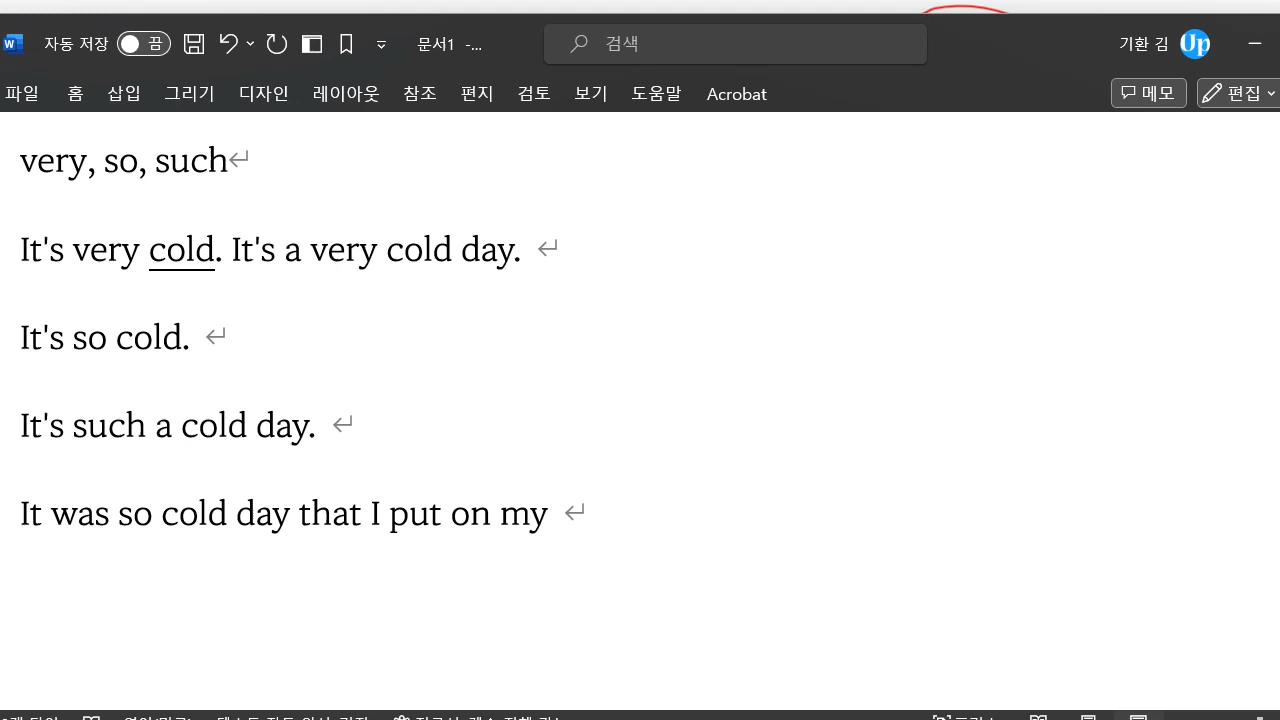 자동 저장 끔 문서1 -... 검색 기환 김 Up
파일 홈 삽입 그리기 디자인 레이아웃 참조 편지 검토 보기 도움말 Acrobat 메모 편집
very, so, such
It's very cold. It's a very cold day.
It's so cold.
It's such a cold day.
It was so cold day that I put on my